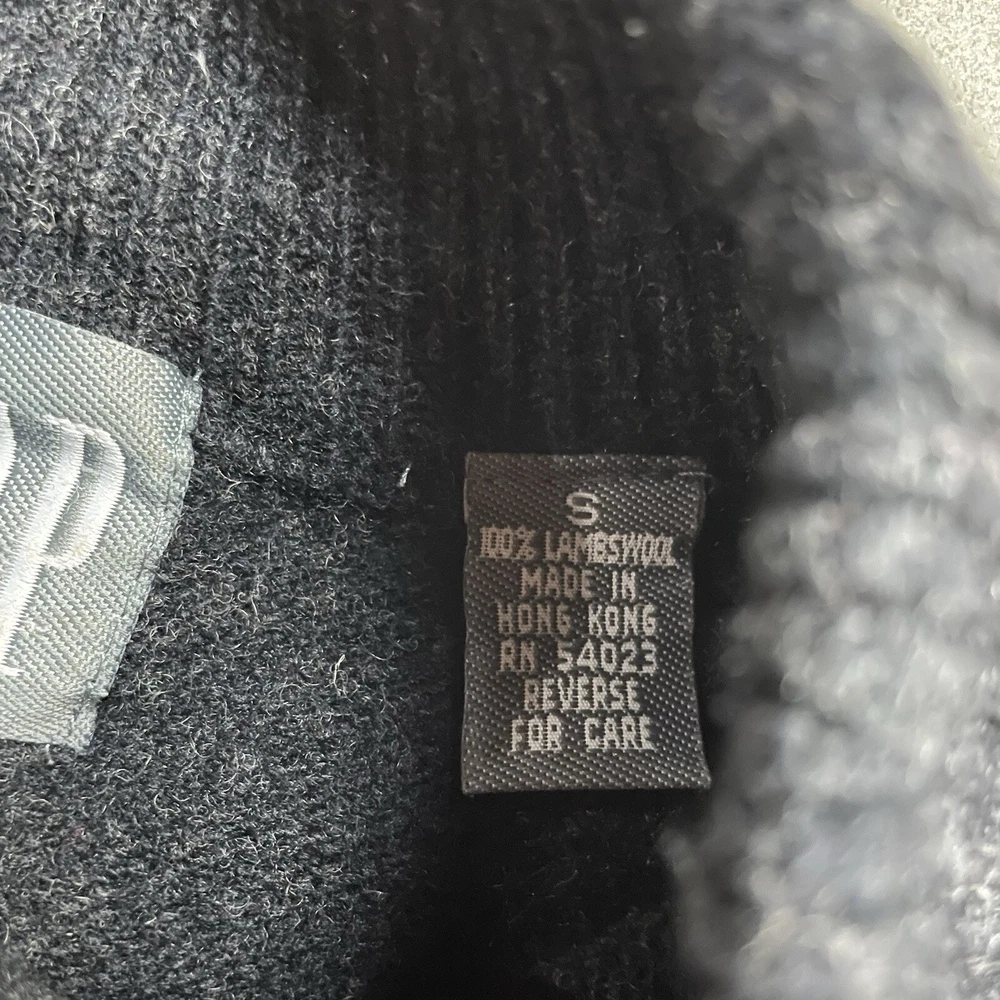 P
S
100% LAMBSWOOL
MADE IN
HONG KONG
RN 54023
REVERSE
FOR CARE